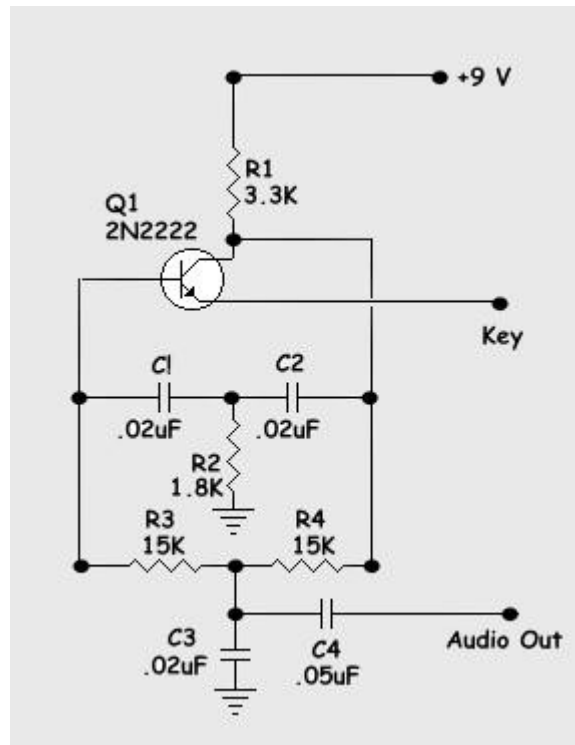 +9 V
R1
3.3K
Q1
2N2222
Key
C1
C2
.02uF
.02uF
R2
1.8K
R3
15K
R4
15K
Audio Out
C3
.02uF
C4
.05uF